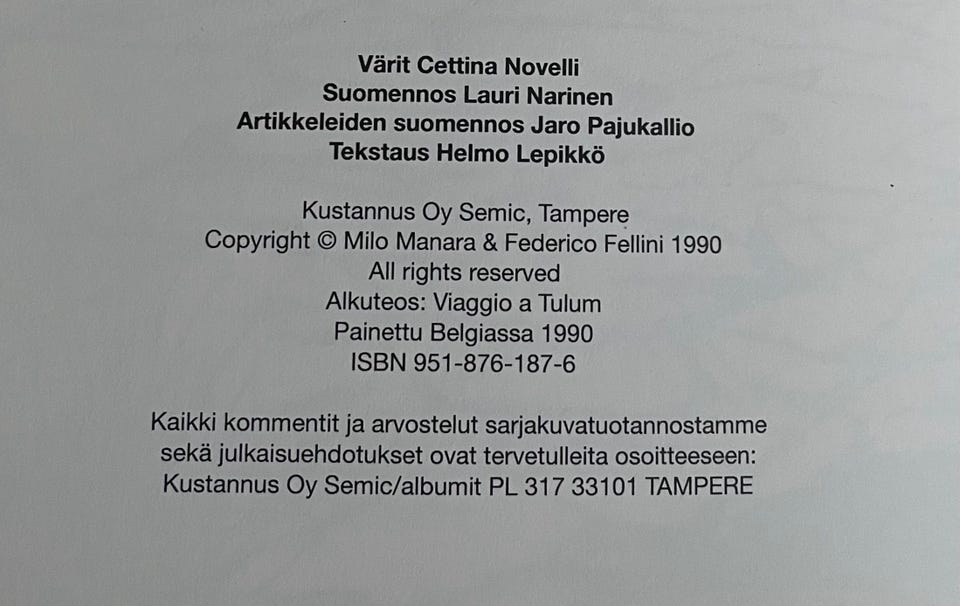 Värit Cettina Novelli
Suomennos Lauri Narinen
Artikkeleiden suomennos Jaro Pajukallio
Tekstaus Helmo Lepikkö
Kustannus Oy Semic, Tampere
Copyright © Milo Manara & Federico Fellini 1990
All rights reserved
Alkuteos: Viaggio a Tulum
Painettu Belgiassa 1990
ISBN 951-876-187-6
Kaikki kommentit ja arvostelut sarjakuvatuotannostamme
sekä julkaisuehdotukset ovat tervetulleita osoitteeseen:
Kustannus Oy Semic/albumit PL 317 33101 TAMPERE